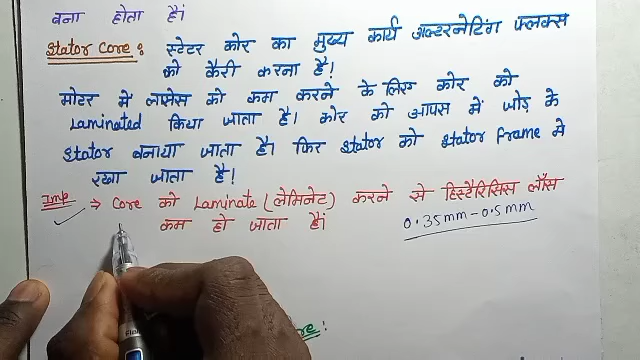 बना होता है।
Stator Core: स्टेटर कोर का मुख्य कार्य अल्टरनेटिंग फ्लक्स
को कैरी करना है!
मोटर में लासेस को कम करने के लिए कोर को
Laminated किया जाता है। कोर को आपस में जोड़ के
Stator बनाया जाता है। फिर Stator को Stator Frame मे
रखा जाता है!
Imp → Core को Laminate (लेमिनेट) करने से हिस्टैरिसिस लॉस
कम हो जाता है। 0.35mm - 0.5mm